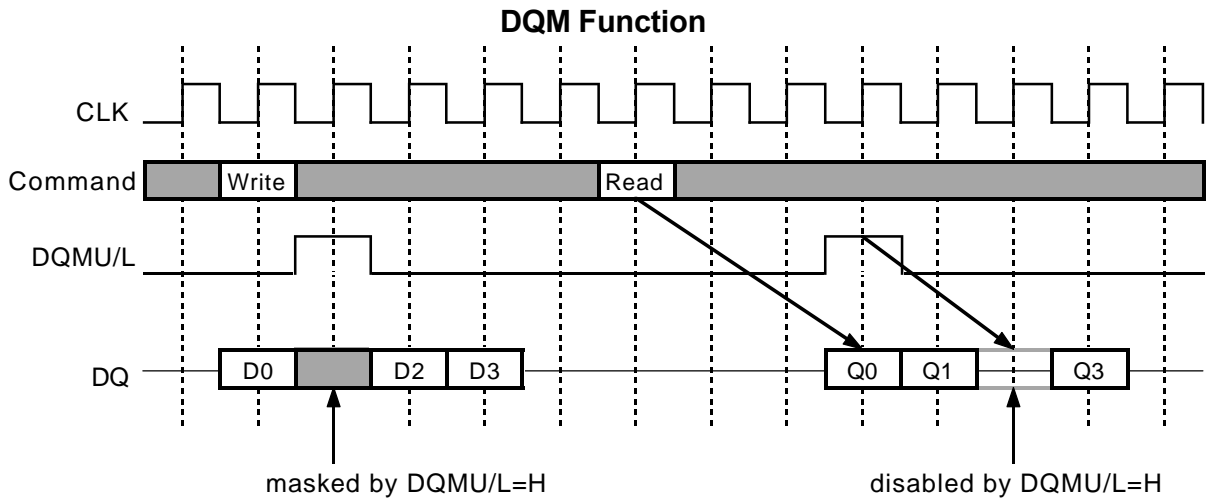 DQM Function
CLK
Command Write Read
DQMU/L
DQ D0 D2 D3 Q0 Q1 Q3
masked by DQMU/L=H disabled by DQMU/L=H